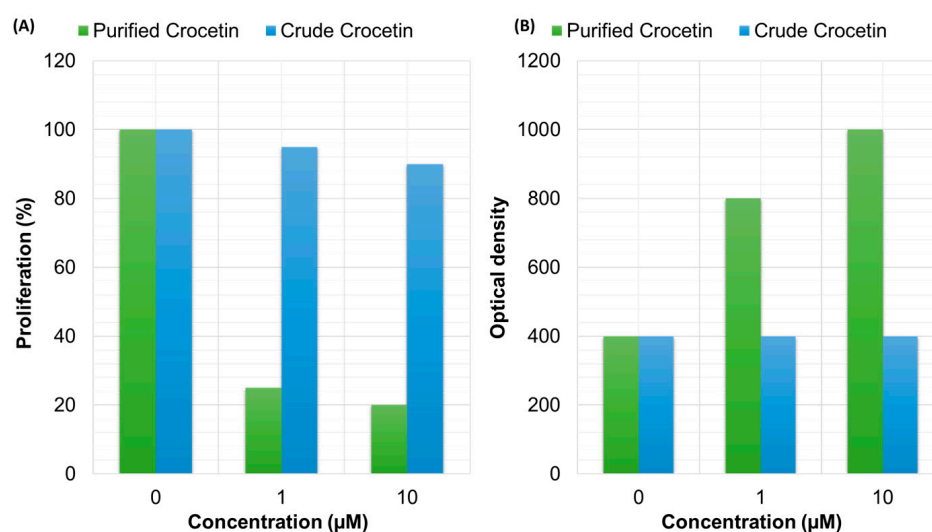 (A)
Purified Crocetin Crude Crocetin
120
100
80
60
40
20
0
Proliferation (%)
0 1 10
Concentration (µM)
(B)
Purified Crocetin Crude Crocetin
1200
1000
800
600
400
200
0
Optical density
0 1 10
Concentration (µM)